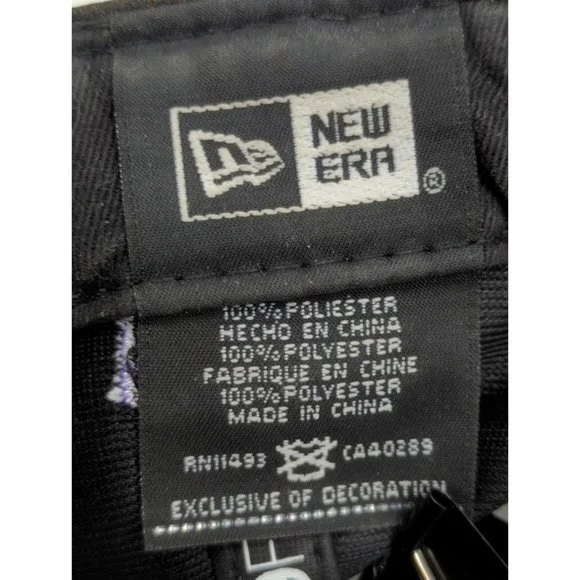 NEW
ERA
®
100% POLIESTER
HECHO EN CHINA
100% POLYESTER
FABRIQUE EN CHINE
100% POLYESTER
MADE IN CHINA
RN11493 CA40289
EXCLUSIVE OF DECORATION